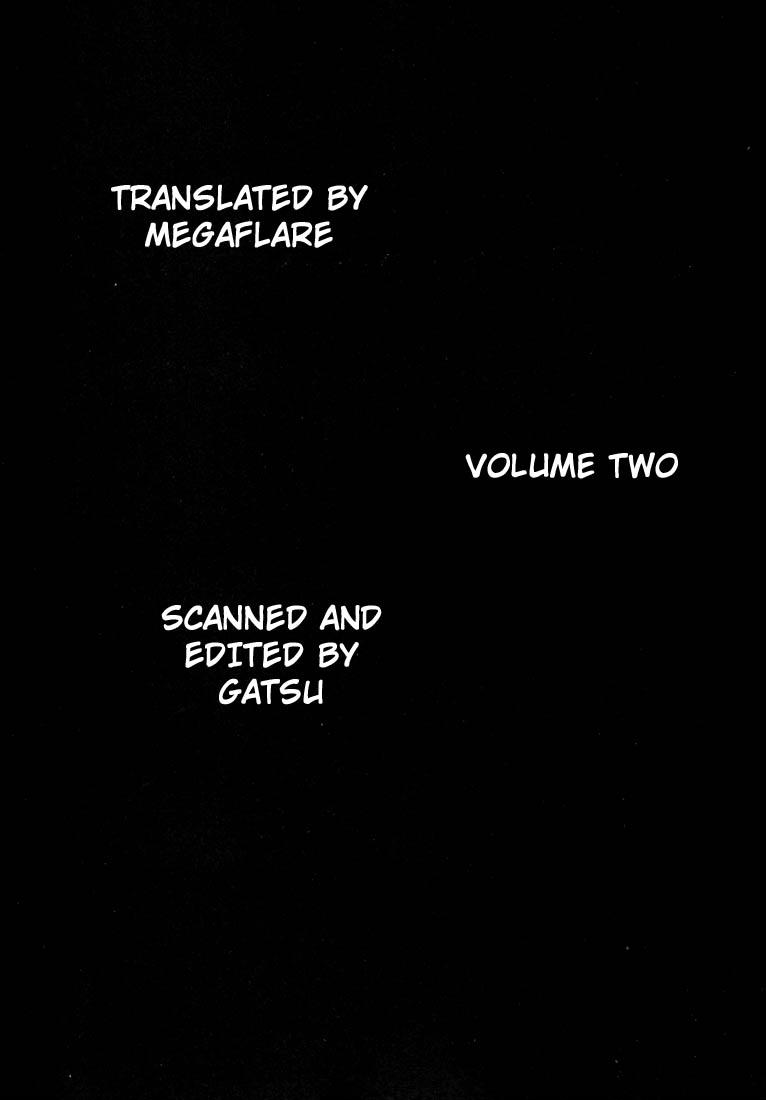 TRANSLATED BY
MEGAFLARE
VOLUME TWO
SCANNED AND
EDITED BY
GATSU